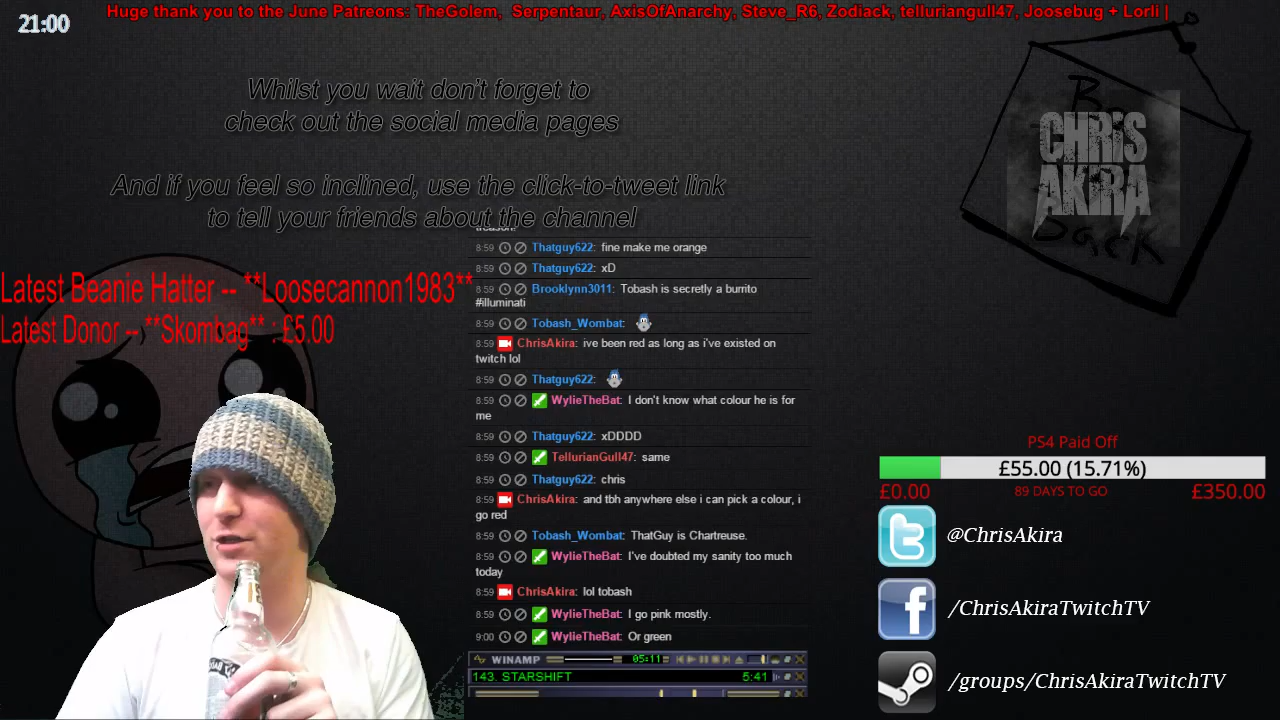 Huge thank you to the June Patreons: TheGolem, Serpentaur, AxisOfAnarchy, Steve_R6, Zodiack, telluriangull47, Joosebug + Lorli |
21:00
Whilst you wait don't forget to
check out the social media pages
And if you feel so inclined, use the click-to-tweet link
to tell your friends about the channel
CHRIS
AKIRA
Back
treason!
8:59 Thatguy622: fine make me orange
8:59 Thatguy622: xD
8:59 Brooklynn3011: Tobash is secretly a burrito
#illuminati
8:59 Tobash_Wombat:
8:59 ChrisAkira: ive been red as long as i've existed on
twitch lol
8:59 Thatguy622:
8:59 WylieTheBat: I don't know what colour he is for
me
8:59 Thatguy622: xDDDD
8:59 TellurianGull47: same
8:59 Thatguy622: chris
8:59 ChrisAkira: and tbh anywhere else i can pick a colour, i
go red
8:59 Tobash_Wombat: ThatGuy is Chartreuse.
8:59 WylieTheBat: I've doubted my sanity too much
today
8:59 ChrisAkira: lol tobash
8:59 WylieTheBat: I go pink mostly.
9:00 WylieTheBat: Or green
Latest Beanie Hatter -- **Loosecannon1983**
Latest Donor -- **Skombag** : £5.00
WINAMP 05:11
143. STARSHIFT 5:41
PS4 Paid Off
£55.00 (15.71%)
£0.00 89 DAYS TO GO £350.00
@ChrisAkira
/ChrisAkiraTwitchTV
/groups/ChrisAkiraTwitchTV